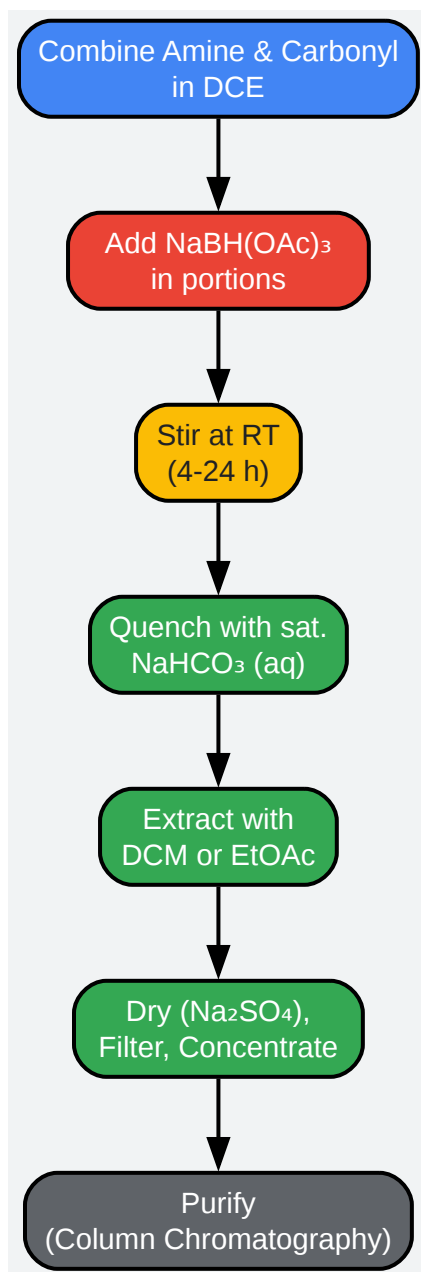 Combine Amine & Carbonyl
in DCE
Add NaBH(OAc)₃
in portions
Stir at RT
(4-24 h)
Quench with sat.
NaHCO₃ (aq)
Extract with
DCM or EtOAc
Dry (Na₂SO₄),
Filter, Concentrate
Purify
(Column Chromatography)